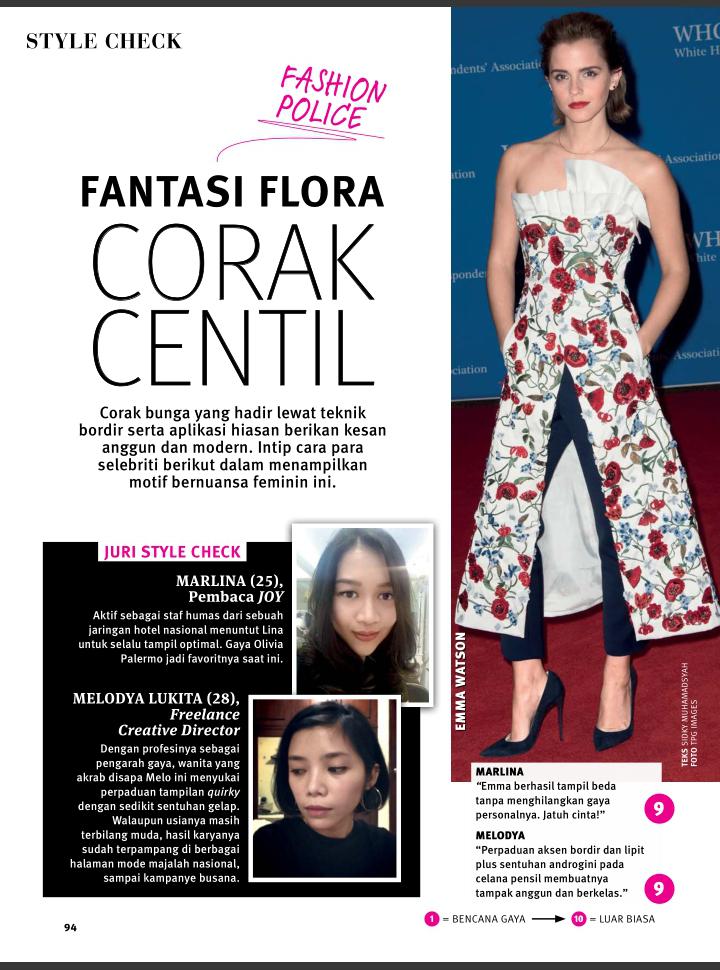 STYLE CHECK
FASHION
POLICE
FANTASI FLORA
CORAK
CENTIL
Corak bunga yang hadir lewat teknik
bordir serta aplikasi hiasan berikan kesan
anggun dan modern. Intip cara para
selebriti berikut dalam menampilkan
motif bernuansa feminin ini.
JURI STYLE CHECK
MARLINA (25),
Pembaca JOY
Aktif sebagai staf humas dari sebuah
jaringan hotel nasional menuntut Lina
untuk selalu tampil optimal. Gaya Olivia
Palermo jadi favoritnya saat ini.
MELODYA LUKITA (28),
Freelance
Creative Director
Dengan profesinya sebagai
pengarah gaya, wanita yang
akrab disapa Melo ini menyukai
perpaduan tampilan quirky
dengan sedikit sentuhan gelap.
Walaupun usianya masih
terbilang muda, hasil karyanya
sudah terpampang di berbagai
halaman mode majalah nasional,
sampai kampanye busana.
WHC
White H
ndents' Associatio
Association
ciation
EMMA WATSON
TEKS SIDKY MUHAMADSYAH
FOTO TPG IMAGES
MARLINA
“Emma berhasil tampil beda
tanpa menghilangkan gaya
personalnya. Jatuh cinta!”
9
MELODYA
“Perpaduan aksen bordir dan lipit
plus sentuhan androgini pada
celana pensil membuatnya
tampak anggun dan berkelas.”
9
1 = BENCANA GAYA 10 = LUAR BIASA
94